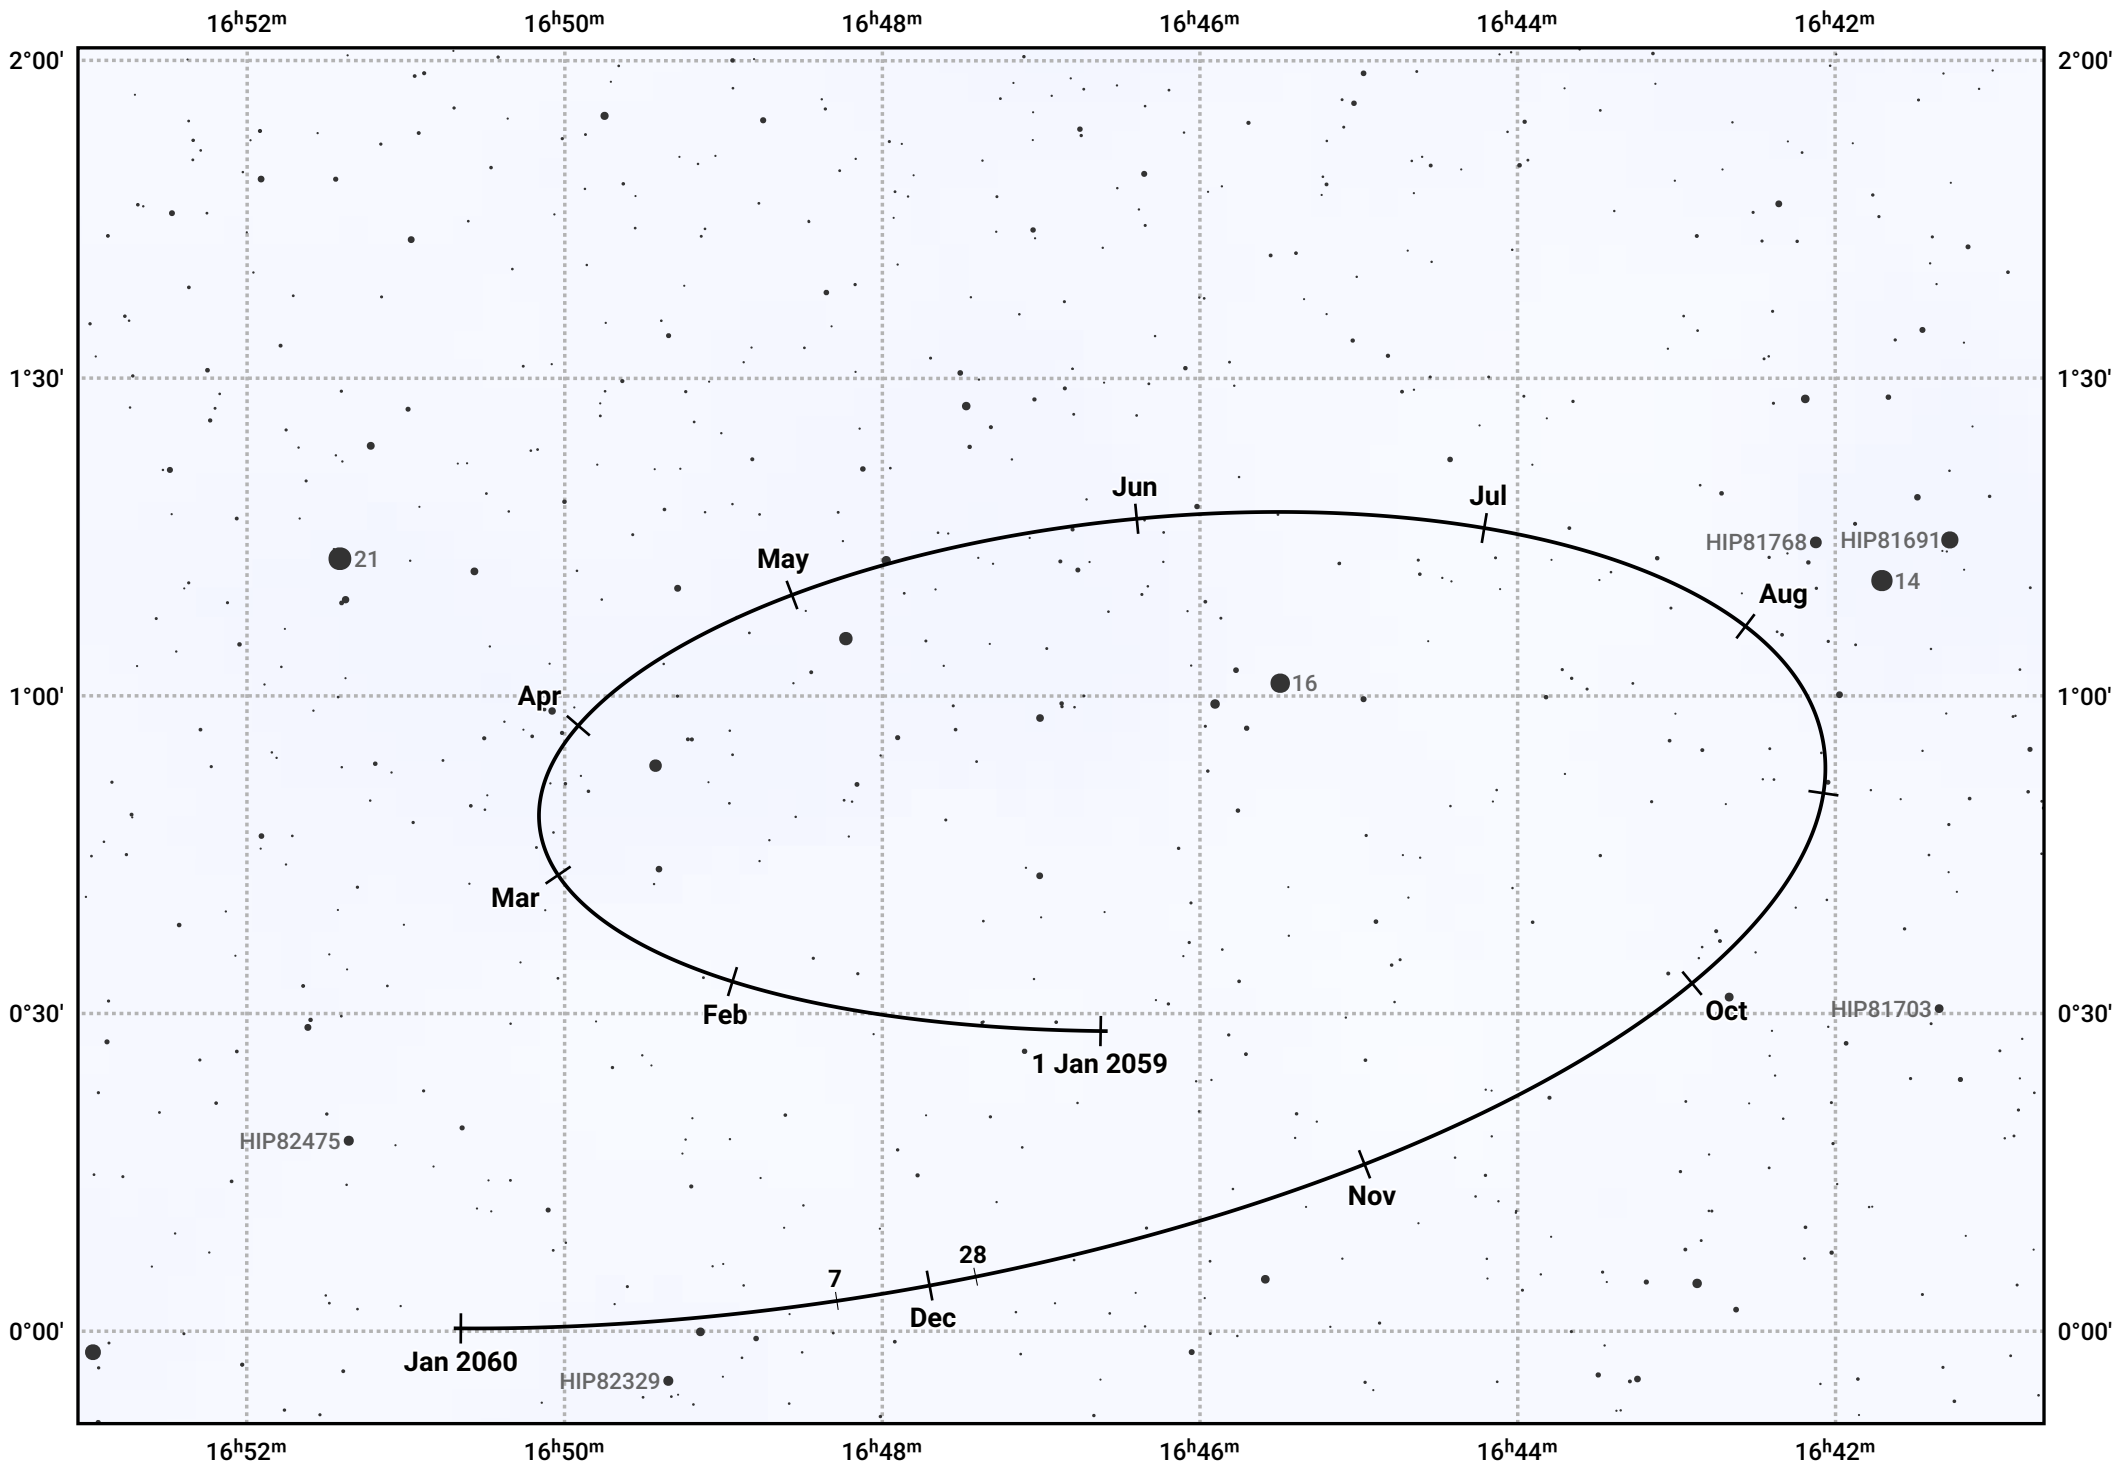 16ʰ52ᵐ 16ʰ50ᵐ 16ʰ48ᵐ 16ʰ46ᵐ 16ʰ44ᵐ 16ʰ42ᵐ
2°00' 2°00'
1°30' 1°30'
Jun
Jul
HIP81768 HIP81691
21
May
14
Aug
16
Apr
1°00' 1°00'
Mar
HIP81703
Oct
0°30' 0°30'
Feb
1 Jan 2059
HIP82475
Nov
28
7
Dec
0°00' 0°00'
Jan 2060
HIP82329
16ʰ52ᵐ 16ʰ50ᵐ 16ʰ48ᵐ 16ʰ46ᵐ 16ʰ44ᵐ 16ʰ42ᵐ